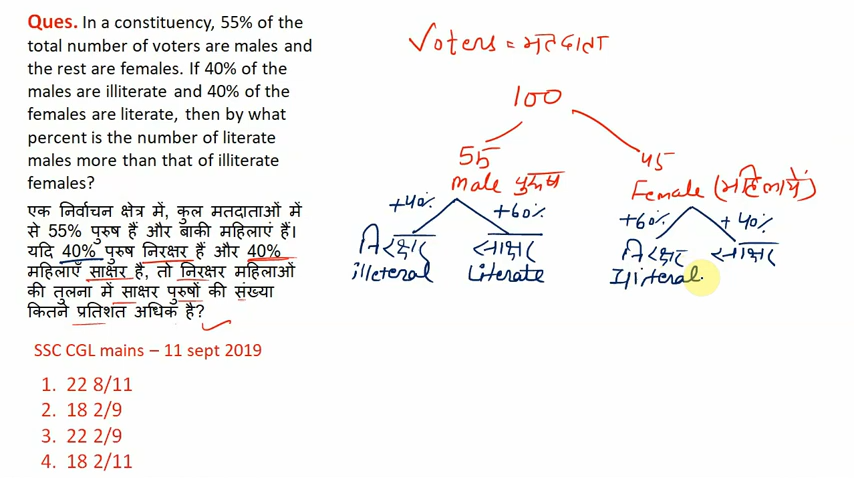 Ques. In a constituency, 55% of the
total number of voters are males and
the rest are females. If 40% of the
males are illiterate and 40% of the
females are literate, then by what
percent is the number of literate
males more than that of illiterate
females?
एक निर्वाचन क्षेत्र में, कुल मतदाताओं में
से 55% पुरुष हैं और बाकी महिलाएं हैं।
यदि 40% पुरुष निरक्षर हैं और 40%
महिलाएँ साक्षर है, तो निरक्षर महिलाओं
की तुलना में साक्षर पुरुषों की संख्या
कितने प्रतिशत अधिक है?
SSC CGL mains – 11 sept 2019
1. 22 8/11
2. 18 2/9
3. 22 2/9
4. 18 2/11
Voters = मतदाता
100
55 45
Male पुरुष Female (महिलायें)
+40% +60% +60% +40%
निरक्षर साक्षर निरक्षर साक्षर
illeteral Literate Illiteral